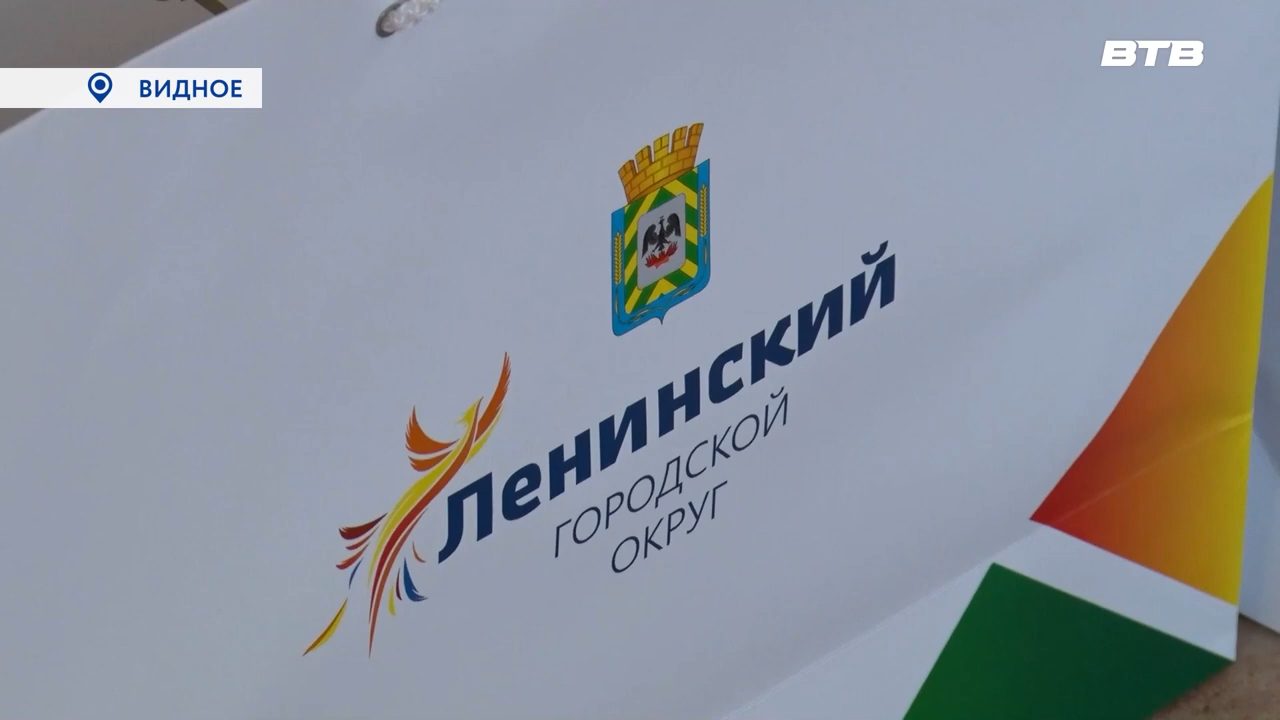 ВТВ
ВИДНОЕ
Ленинский
ГОРОДСКОЙ
ОКРУГ